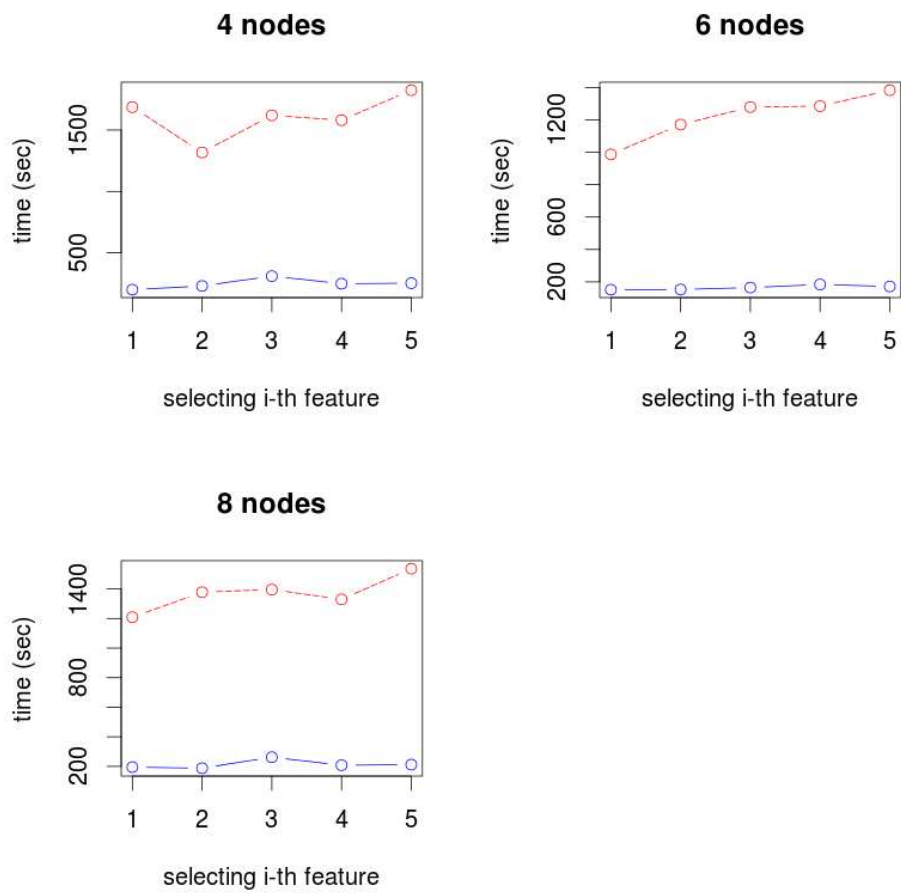 4 nodes
time (sec)
1500
500
1 2 3 4 5
selecting i-th feature
6 nodes
time (sec)
1200
600
200
1 2 3 4 5
selecting i-th feature
8 nodes
time (sec)
1400
800
200
1 2 3 4 5
selecting i-th feature